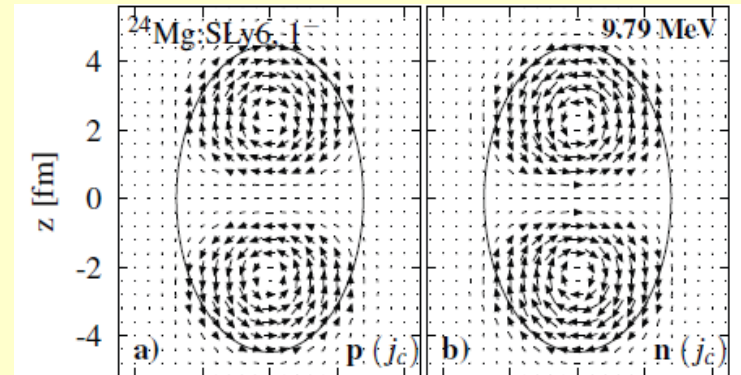 24Mg:SLy6, 1−
9.79 MeV
z [fm]
4
2
0
-2
-4
a)
p (jc)
b)
n (jc)